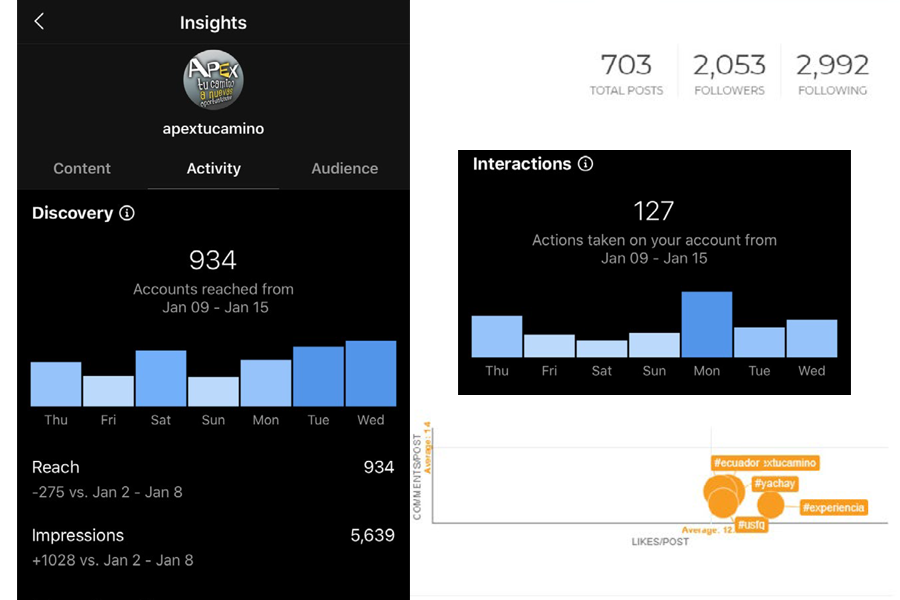 Insights
APEX
tu camino
a nuevas
oportunidades
apextucamino
Content
Activity
Audience
Discovery
934
Accounts reached from
Jan 09 - Jan 15
Thu Fri Sat Sun Mon Tue Wed
Reach 934
-275 vs. Jan 2 - Jan 8
Impressions 5,639
+1028 vs. Jan 2 - Jan 8
703 2,053 2,992
TOTAL POSTS FOLLOWERS FOLLOWING
Interactions
127
Actions taken on your account from
Jan 09 - Jan 15
Thu Fri Sat Sun Mon Tue Wed
COMMENTS/POST
Average: 1.4
#ecuador
xtucamino
#yachay
#experiencia
#usfq
Average: 12
LIKES/POST